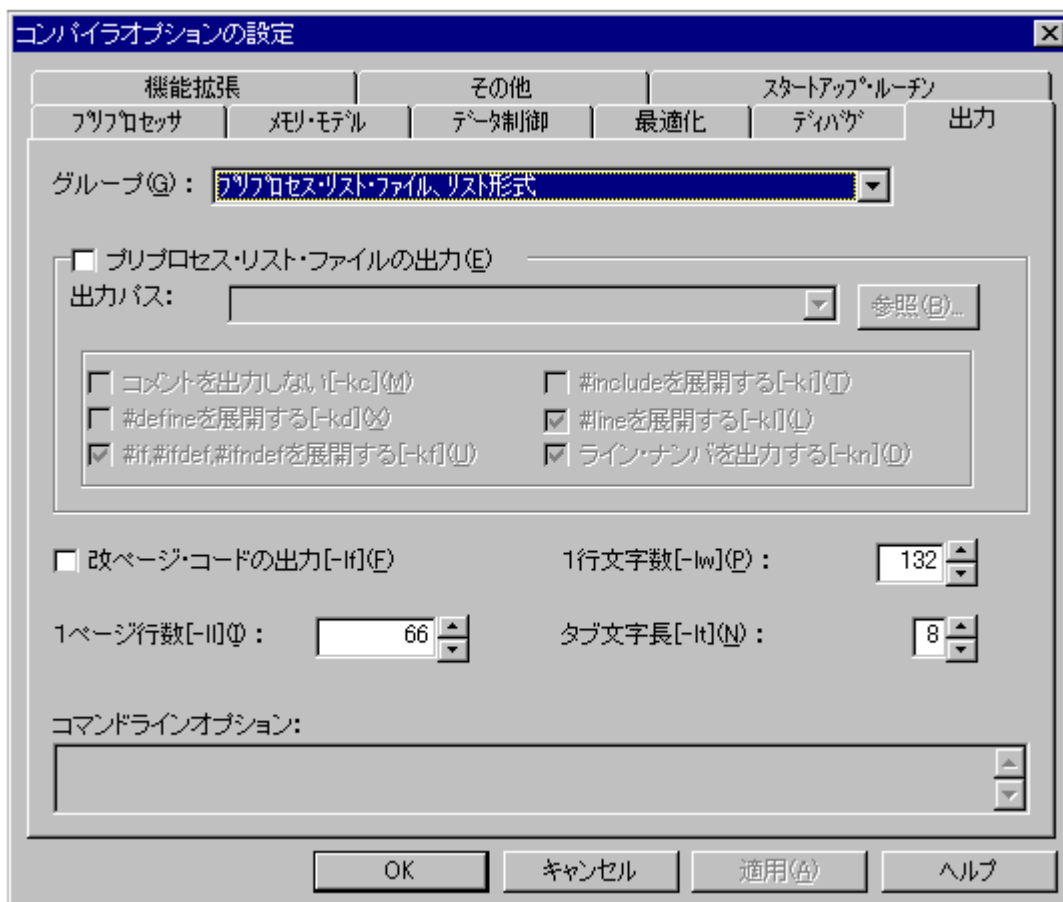 コンパイラオプションの設定
機能拡張 その他 スタートアップ・ルーチン
プリプロセッサ メモリ・モデル データ制御 最適化 ディバグ 出力
グループ(G): プリプロセス・リスト・ファイル、リスト形式
プリプロセス・リスト・ファイルの出力(E)
出力パス: 参照(B)...
コメントを出力しない[-kc](M) #includeを展開する[-ki](T)
#defineを展開する[-kd](X) #lineを展開する[-kl](L)
#if,#ifdef,#ifndefを展開する[-kf](U) ライン・ナンバを出力する[-kn](D)
改ページ・コードの出力[-lf](F) 1行文字数[-lw](P): 132
1ページ行数[-ll](I): 66 タブ文字長[-lt](N): 8
コマンドラインオプション:
OK キャンセル 適用(A) ヘルプ